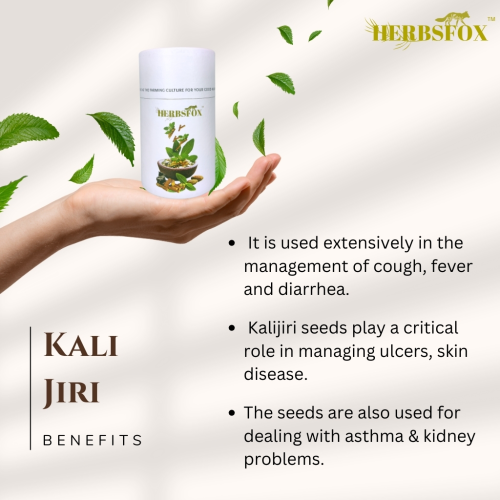 HERBSFOX™
HERBSFOX
It is used extensively in the
management of cough, fever
and diarrhea.
Kalijiri seeds play a critical
role in managing ulcers, skin
disease.
The seeds are also used for
dealing with asthma & kidney
problems.
KALI
JIRI
BENEFITS